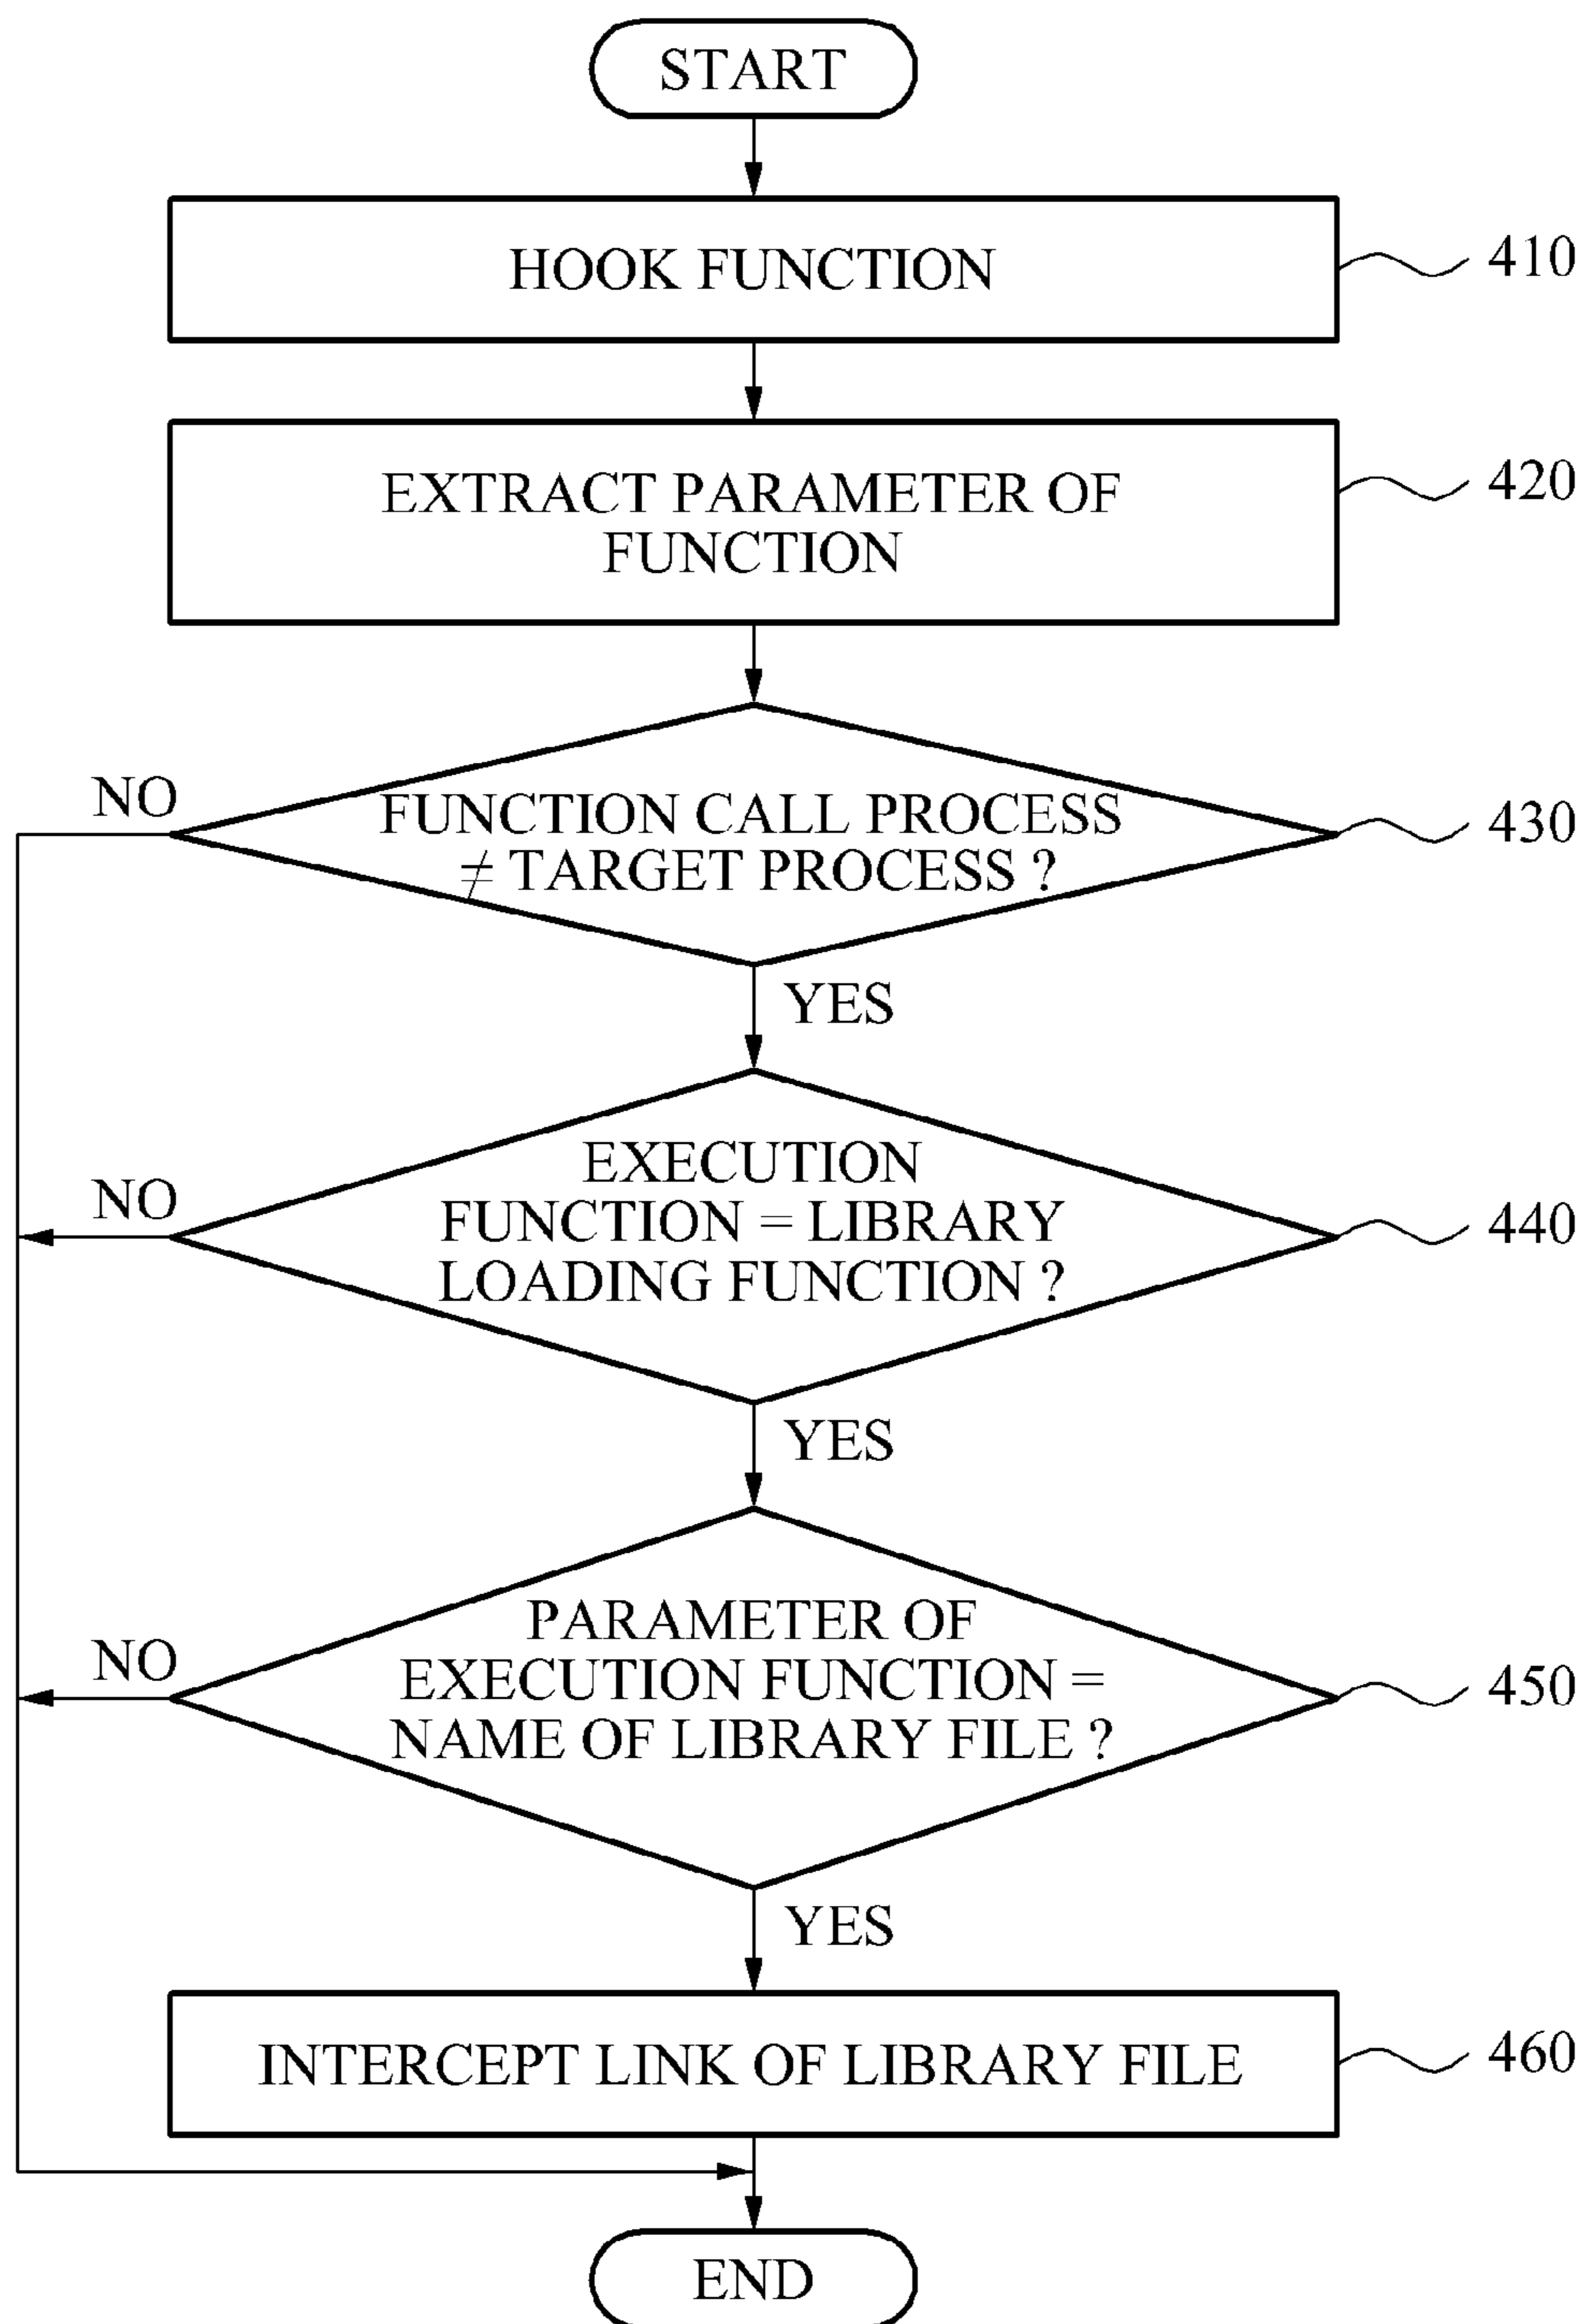 START
HOOK FUNCTION
410
EXTRACT PARAMETER OF
FUNCTION
420
NO
FUNCTION CALL PROCESS
≠ TARGET PROCESS ?
430
YES
NO
EXECUTION
FUNCTION = LIBRARY
LOADING FUNCTION ?
440
YES
NO
PARAMETER OF
EXECUTION FUNCTION =
NAME OF LIBRARY FILE ?
450
YES
INTERCEPT LINK OF LIBRARY FILE
460
END